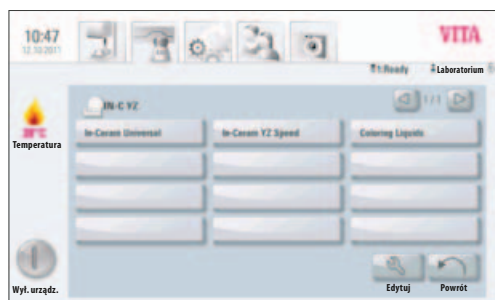 10:47
12.10.2011
VITA
1:Ready
Laboratorium
IN-C YZ
1/1
In-Ceram Universal
In-Ceram YZ Speed
Coloring Liquids
Temperatura
Edytuj
Powrót
Wył. urządz.